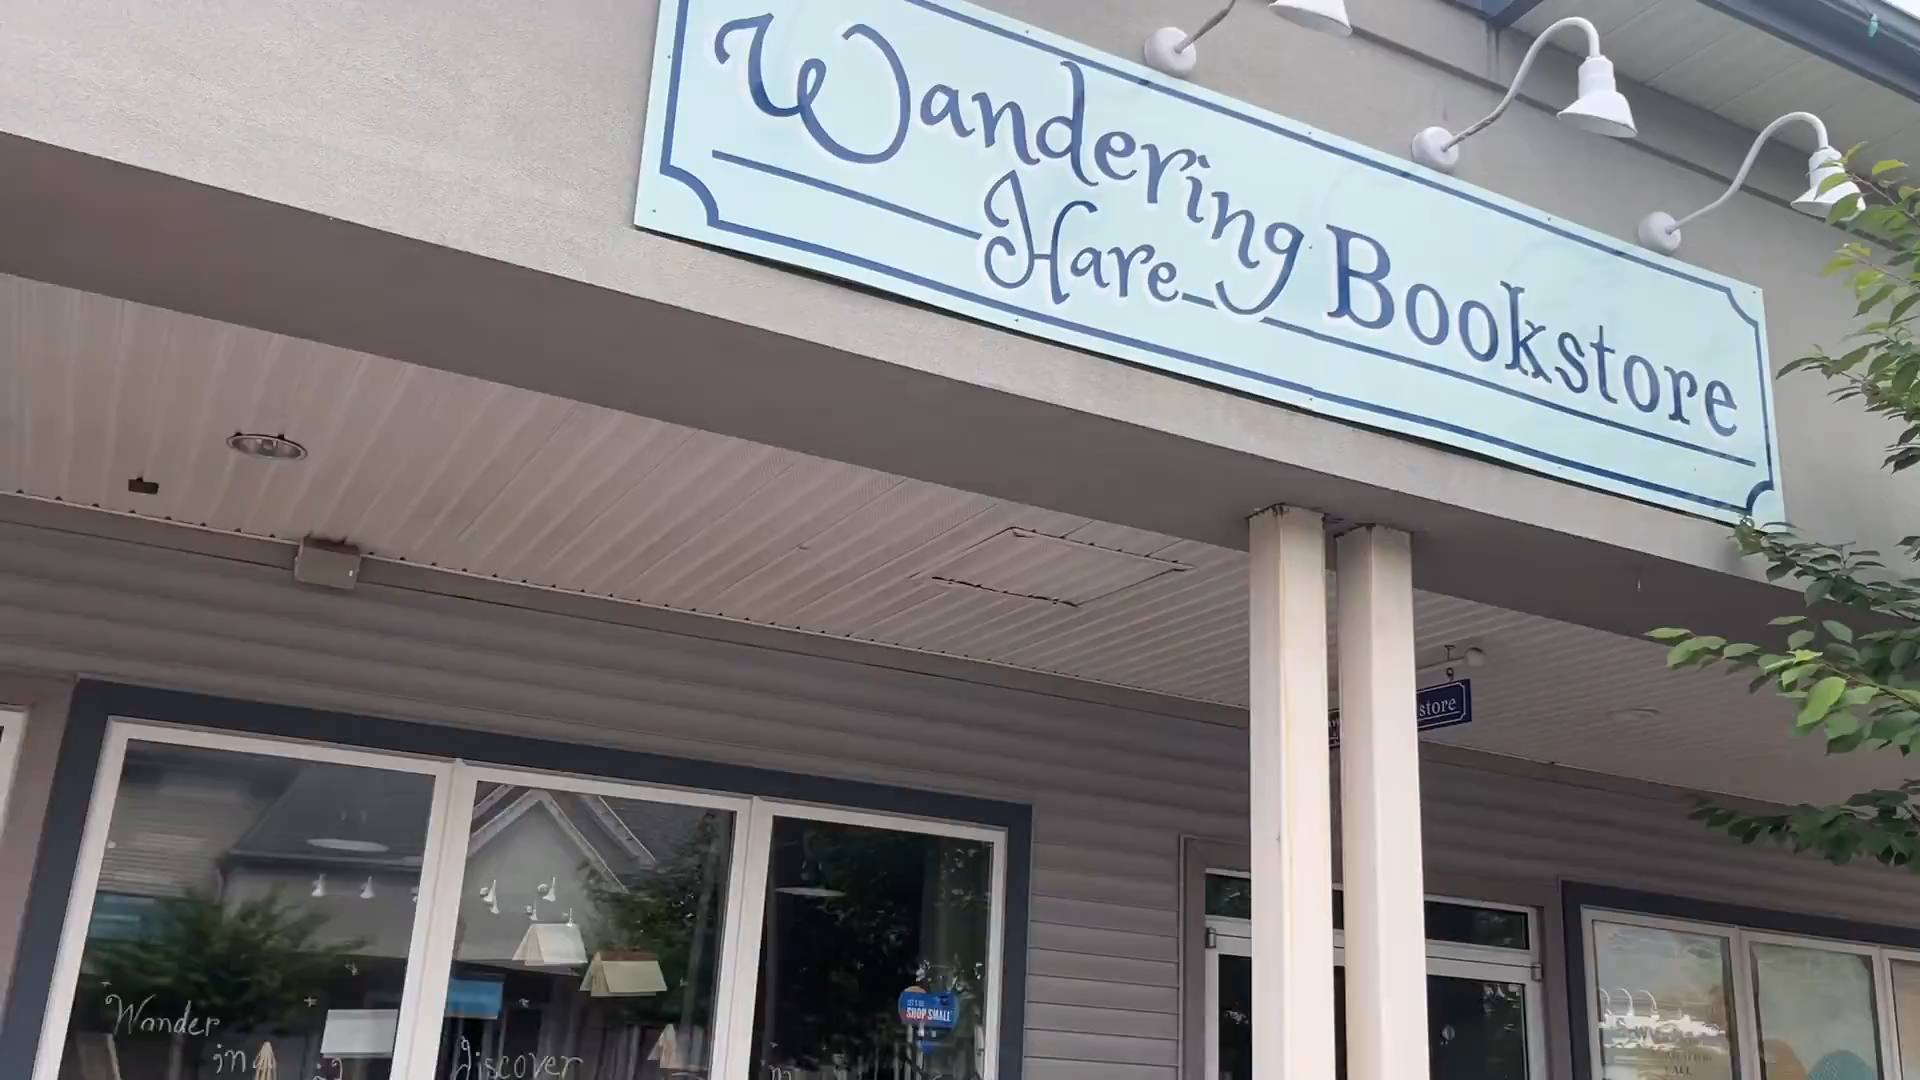 Wandering
Hare
Bookstore
store
SHOP SMALL
Wander
in
discover